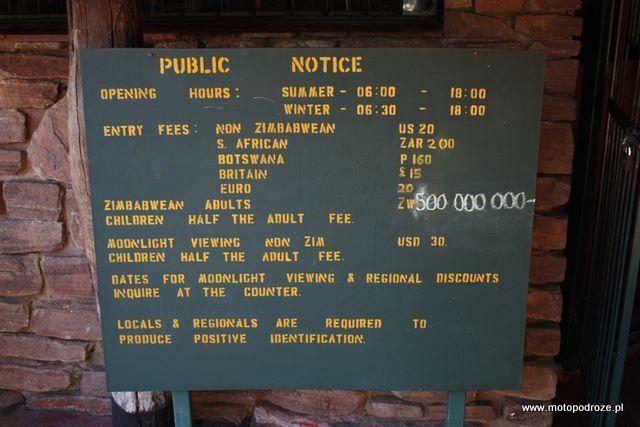 PUBLIC NOTICE
OPENING HOURS: SUMMER - 06:00 - 18:00
WINTER - 06:30 - 18:00
ENTRY FEES: NON ZIMBABWEAN US 20
S. AFRICAN ZAR 200
BOTSWANA P 160
BRITAIN £ 15
EURO 20
ZIMBABWEAN ADULTS ZW 500 000 000-
CHILDREN HALF THE ADULT FEE.
MOONLIGHT VIEWING NON ZIM USD 30.
CHILDREN HALF THE ADULT FEE.
DATES FOR MOONLIGHT VIEWING & REGIONAL DISCOUNTS
INQUIRE AT THE COUNTER.
LOCALS & REGIONALS ARE REQUIRED TO
PRODUCE POSITIVE IDENTIFICATION.
www.motopodroze.pl